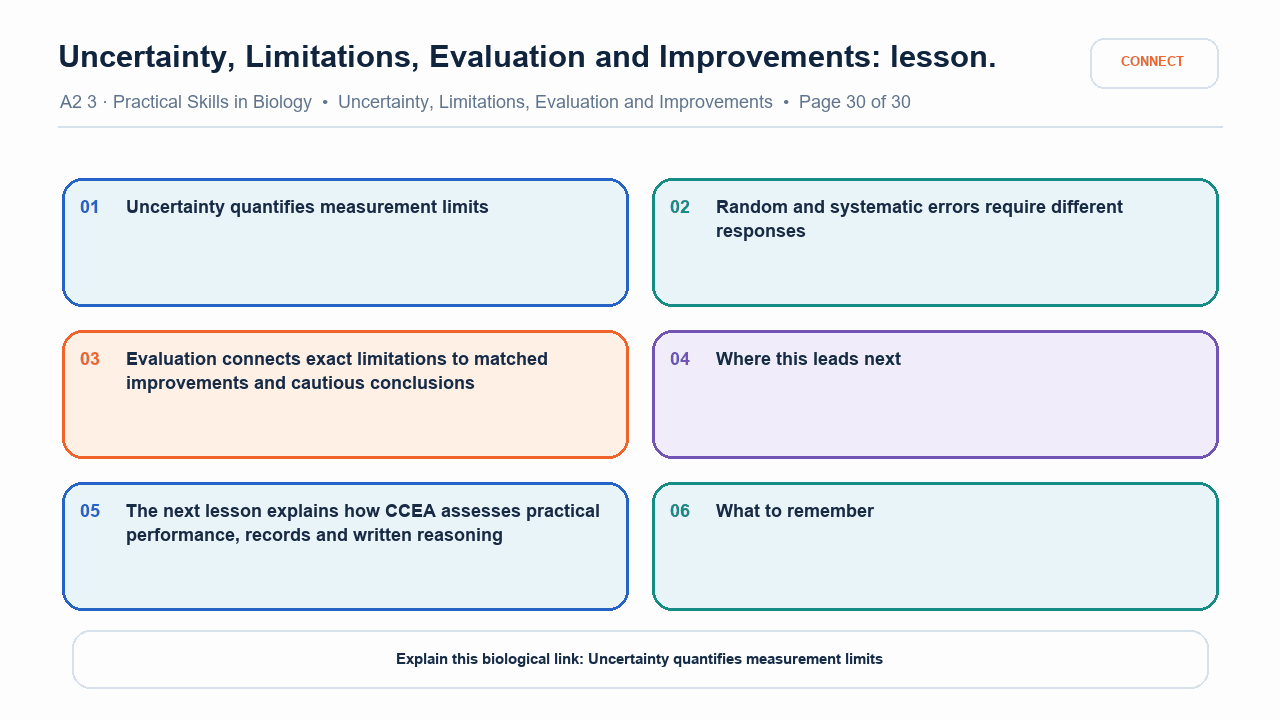 Uncertainty, Limitations, Evaluation and Improvements: lesson.
CONNECT
A2 3 · Practical Skills in Biology • Uncertainty, Limitations, Evaluation and Improvements • Page 30 of 30
01 Uncertainty quantifies measurement limits
02 Random and systematic errors require different
responses
03 Evaluation connects exact limitations to matched
improvements and cautious conclusions
04 Where this leads next
05 The next lesson explains how CCEA assesses practical
performance, records and written reasoning
06 What to remember
Explain this biological link: Uncertainty quantifies measurement limits